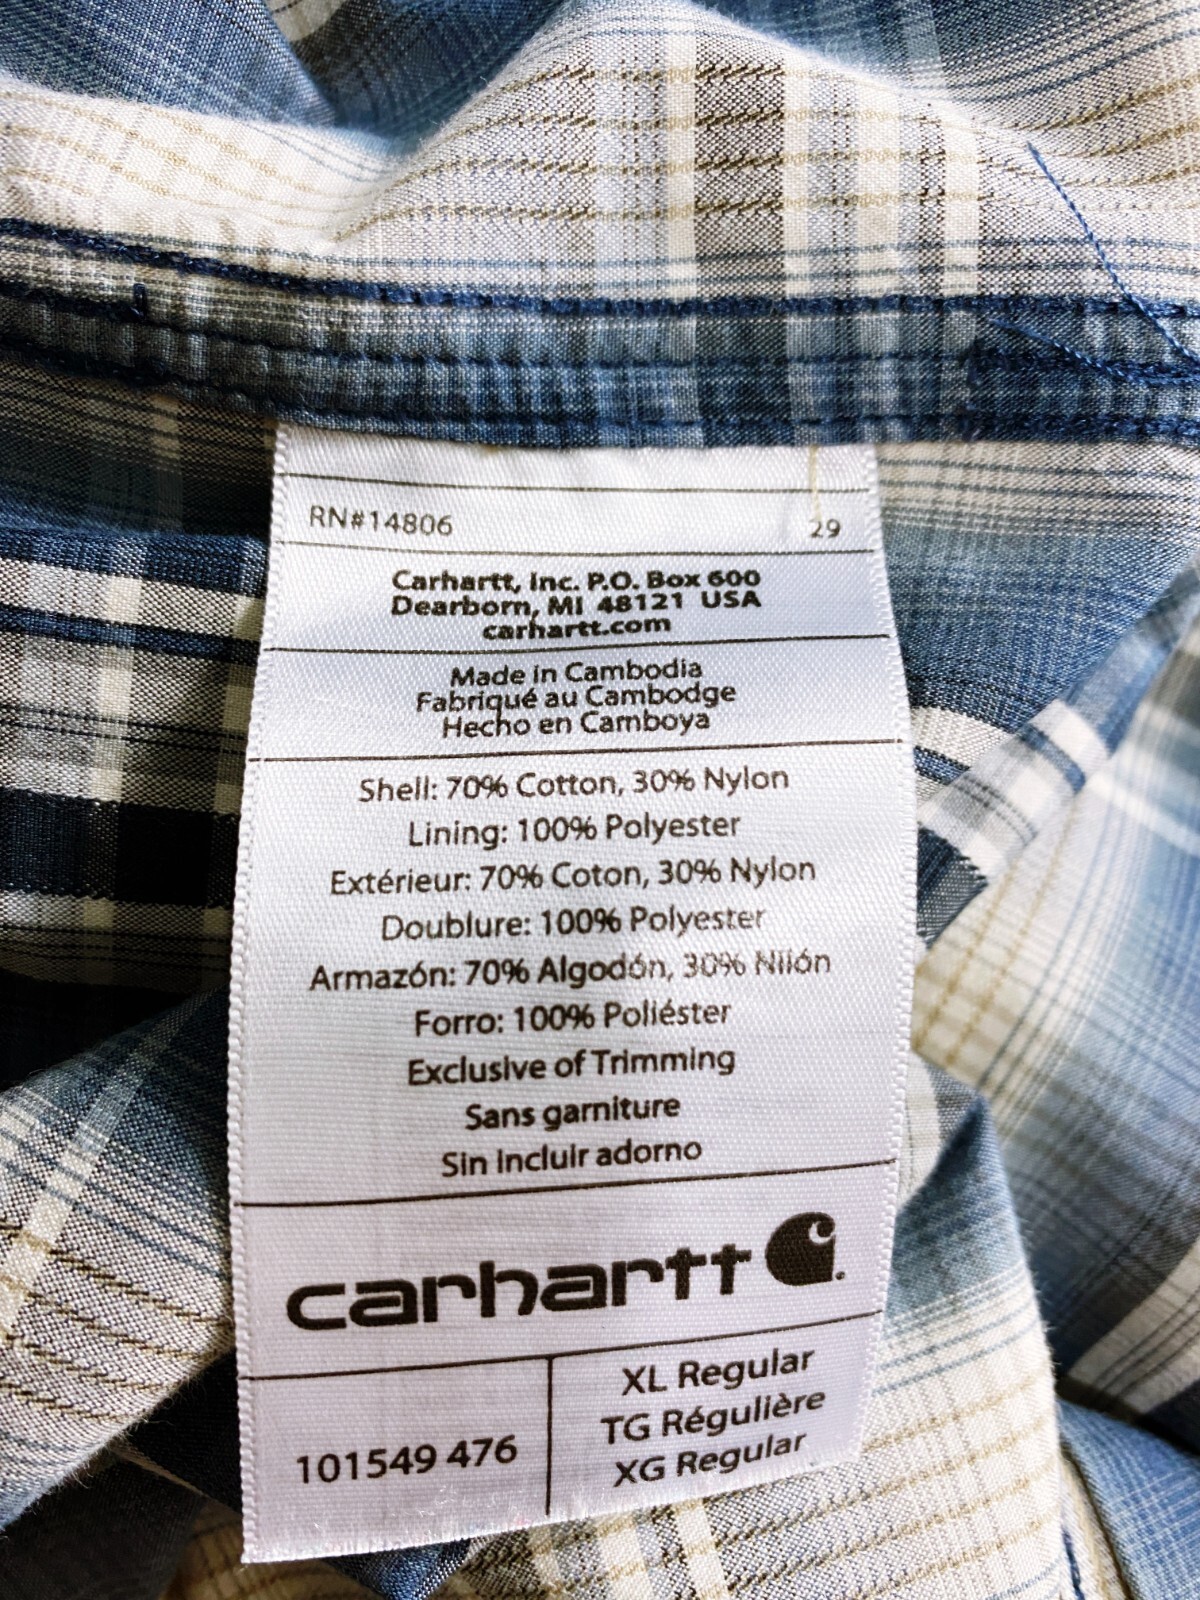 RN#14806 29
Carhartt, Inc. P.O. Box 600
Dearborn, MI 48121 USA
carhartt.com
Made in Cambodia
Fabriqué au Cambodge
Hecho en Camboya
Shell: 70% Cotton, 30% Nylon
Lining: 100% Polyester
Extérieur: 70% Coton, 30% Nylon
Doublure: 100% Polyester
Armazón: 70% Algodón, 30% Nilón
Forro: 100% Poliéster
Exclusive of Trimming
Sans garniture
Sin incluir adorno
carhartt
101549 476
XL Regular
TG Régulière
XG Regular